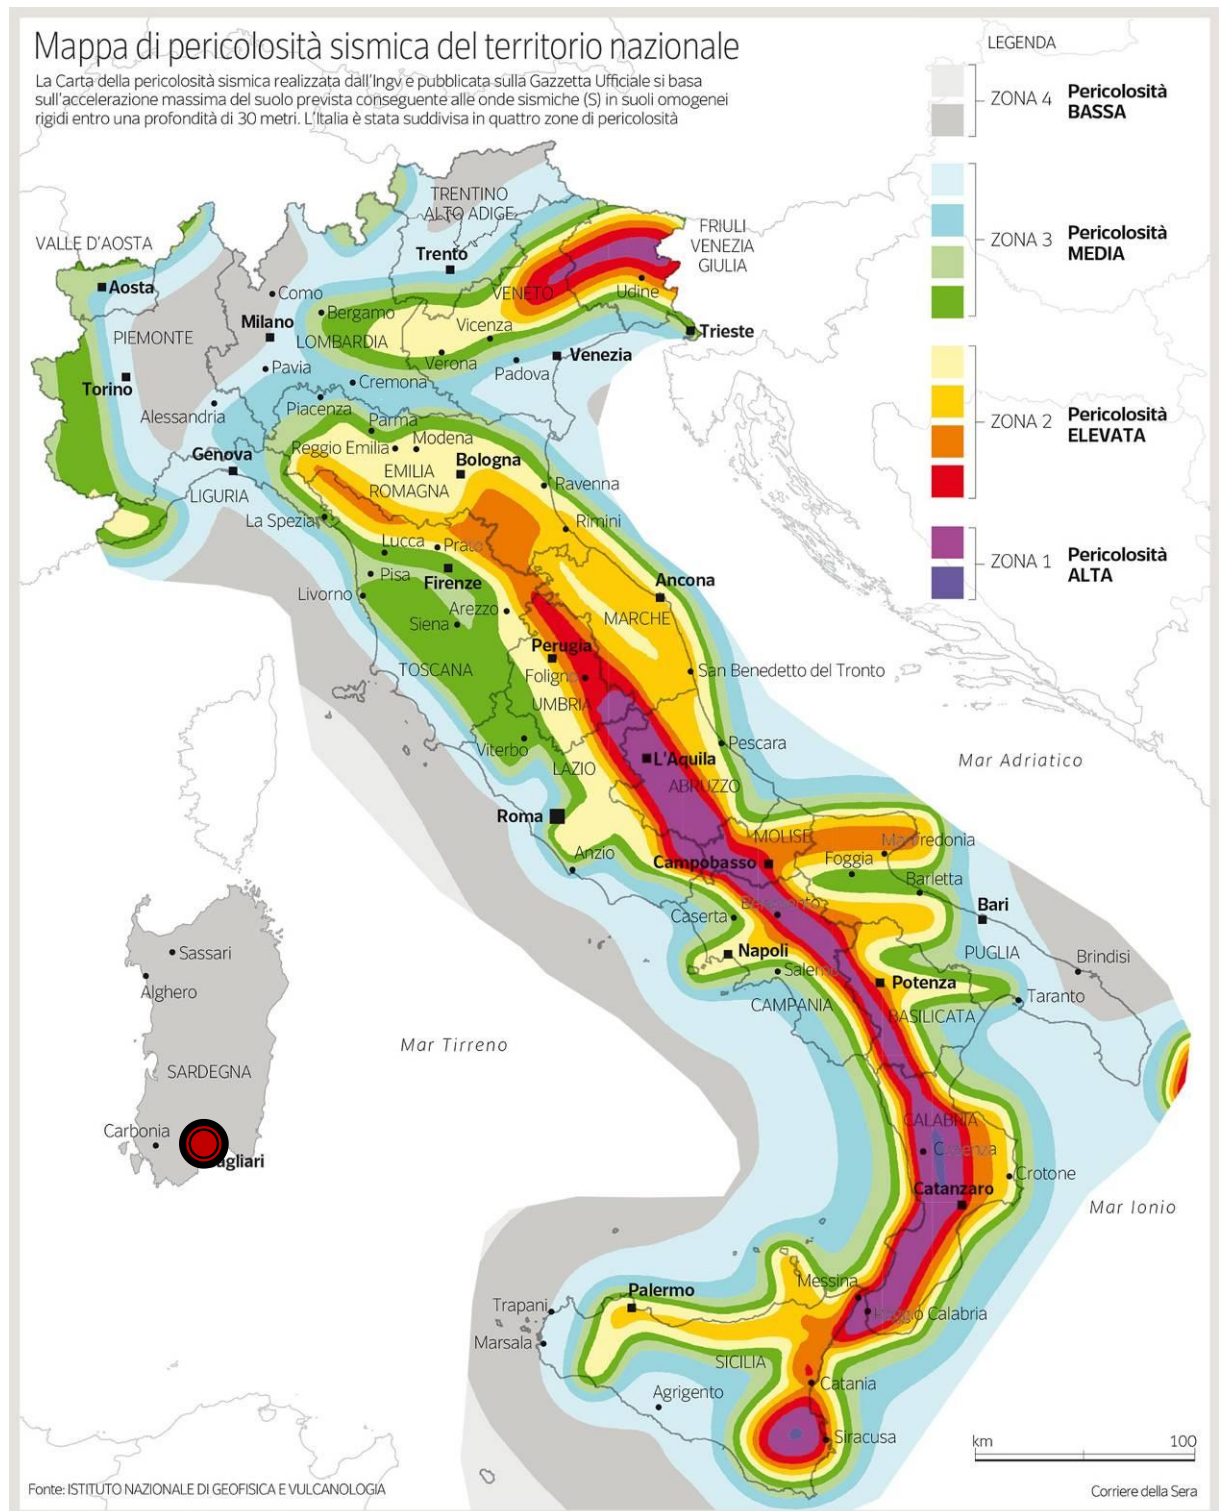 Mappa di pericolosità sismica del territorio nazionale
La Carta della pericolosità sismica realizzata dall'Ingv e pubblicata sulla Gazzetta Ufficiale si basa
sull'accelerazione massima del suolo prevista conseguente alle onde sismiche (S) in suoli omogenei
rigidi entro una profondità di 30 metri. L'Italia è stata suddivisa in quattro zone di pericolosità
LEGENDA
ZONA 4
Pericolosità
BASSA
ZONA 3
Pericolosità
MEDIA
ZONA 2
Pericolosità
ELEVATA
ZONA 1
Pericolosità
ALTA
TRENTINO
ALTO ADIGE
FRIULI
VENEZIA
GIULIA
VALLE D'AOSTA
Trento
Aosta
Como
VENETO
Udine
Bergamo
Milano
Vicenza
Trieste
PIEMONTE
LOMBARDIA
Venezia
Verona
Pavia
Padova
Torino
Cremona
Alessandria
Piacenza
Parma
Modena
Reggio Emilia
Genova
Bologna
EMILIA
ROMAGNA
Ravenna
LIGURIA
La Spezia
Rimini
Lucca
Prato
Pisa
Firenze
Ancona
Livorno
Arezzo
MARCHE
Siena
Perugia
TOSCANA
Foligno
San Benedetto del Tronto
UMBRIA
Viterbo
Pescara
L'Aquila
LAZIO
Mar Adriatico
ABRUZZO
Roma
MOLISE
Manfredonia
Anzio
Campobasso
Foggia
Barletta
Benevento
Bari
Caserta
Napoli
PUGLIA
Brindisi
Sassari
Salerno
Potenza
Alghero
Taranto
CAMPANIA
BASILICATA
Mar Tirreno
SARDEGNA
CALABRIA
Carbonia
Cosenza
agliari
Crotone
Catanzaro
Mar Ionio
Messina
Palermo
Trapani
Reggio Calabria
Marsala
SICILIA
Catania
Agrigento
Siracusa
km
100
Fonte: ISTITUTO NAZIONALE DI GEOFISICA E VULCANOLOGIA
Corriere della Sera